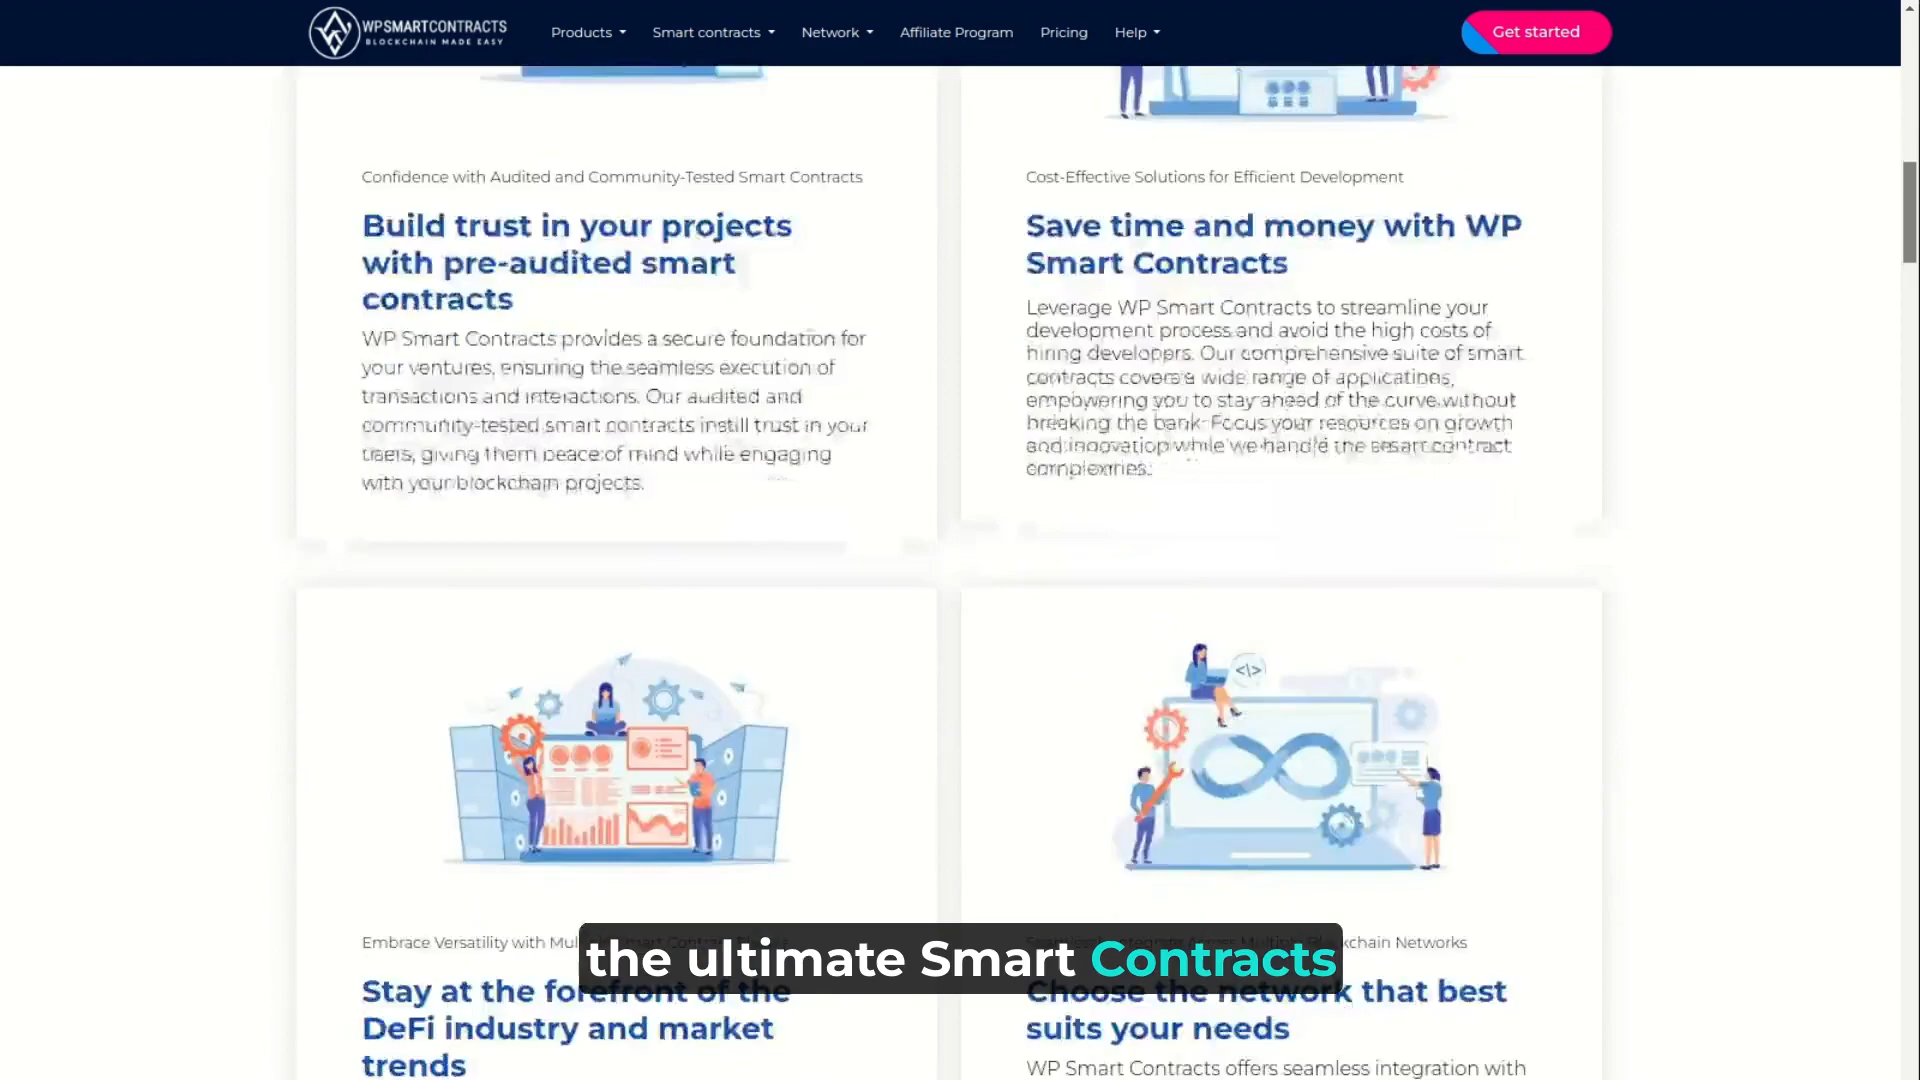 WPSMARTCONTRACTS
BLOCKCHAIN MADE EASY
Products
Smart contracts
Network
Affiliate Program
Pricing
Help
Get started
Confidence with Audited and Community-Tested Smart Contracts
Build trust in your projects
with pre-audited smart
contracts
WP Smart Contracts provides a secure foundation for
your ventures, ensuring the seamless execution of
transactions and interactions. Our audited and
community-tested smart contracts instill trust in your
users, giving them peace of mind while engaging
with your blockchain projects.
Cost-Effective Solutions for Efficient Development
Save time and money with WP
Smart Contracts
Leverage WP Smart Contracts to streamline your
development process and avoid the high costs of
hiring developers. Our comprehensive suite of smart
contracts covers a wide range of applications,
empowering you to stay ahead of the curve without
breaking the bank. Focus your resources on growth
and innovation while we handle the smart contract
complexities.
</>
Embrace Versatility with
Stay at the forefront of the
DeFi industry and market
trends
Networks
Choose the network that best
suits your needs
WP Smart Contracts offers seamless integration with
the ultimate Smart Contracts